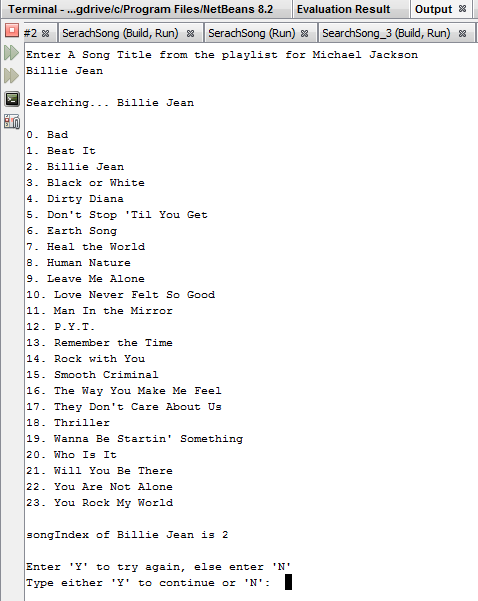 Terminal - ...gdrive/c/Program Files/NetBeans 8.2 Evaluation Result Output
#2 SerachSong (Build, Run) SerachSong (Run) SearchSong_3 (Build, Run)
Enter A Song Title from the playlist for Michael Jackson
Billie Jean
Searching... Billie Jean
0. Bad
1. Beat It
2. Billie Jean
3. Black or White
4. Dirty Diana
5. Don't Stop 'Til You Get
6. Earth Song
7. Heal the World
8. Human Nature
9. Leave Me Alone
10. Love Never Felt So Good
11. Man In the Mirror
12. P.Y.T.
13. Remember the Time
14. Rock with You
15. Smooth Criminal
16. The Way You Make Me Feel
17. They Don't Care About Us
18. Thriller
19. Wanna Be Startin' Something
20. Who Is It
21. Will You Be There
22. You Are Not Alone
23. You Rock My World
songIndex of Billie Jean is 2
Enter 'Y' to try again, else enter 'N'
Type either 'Y' to continue or 'N':